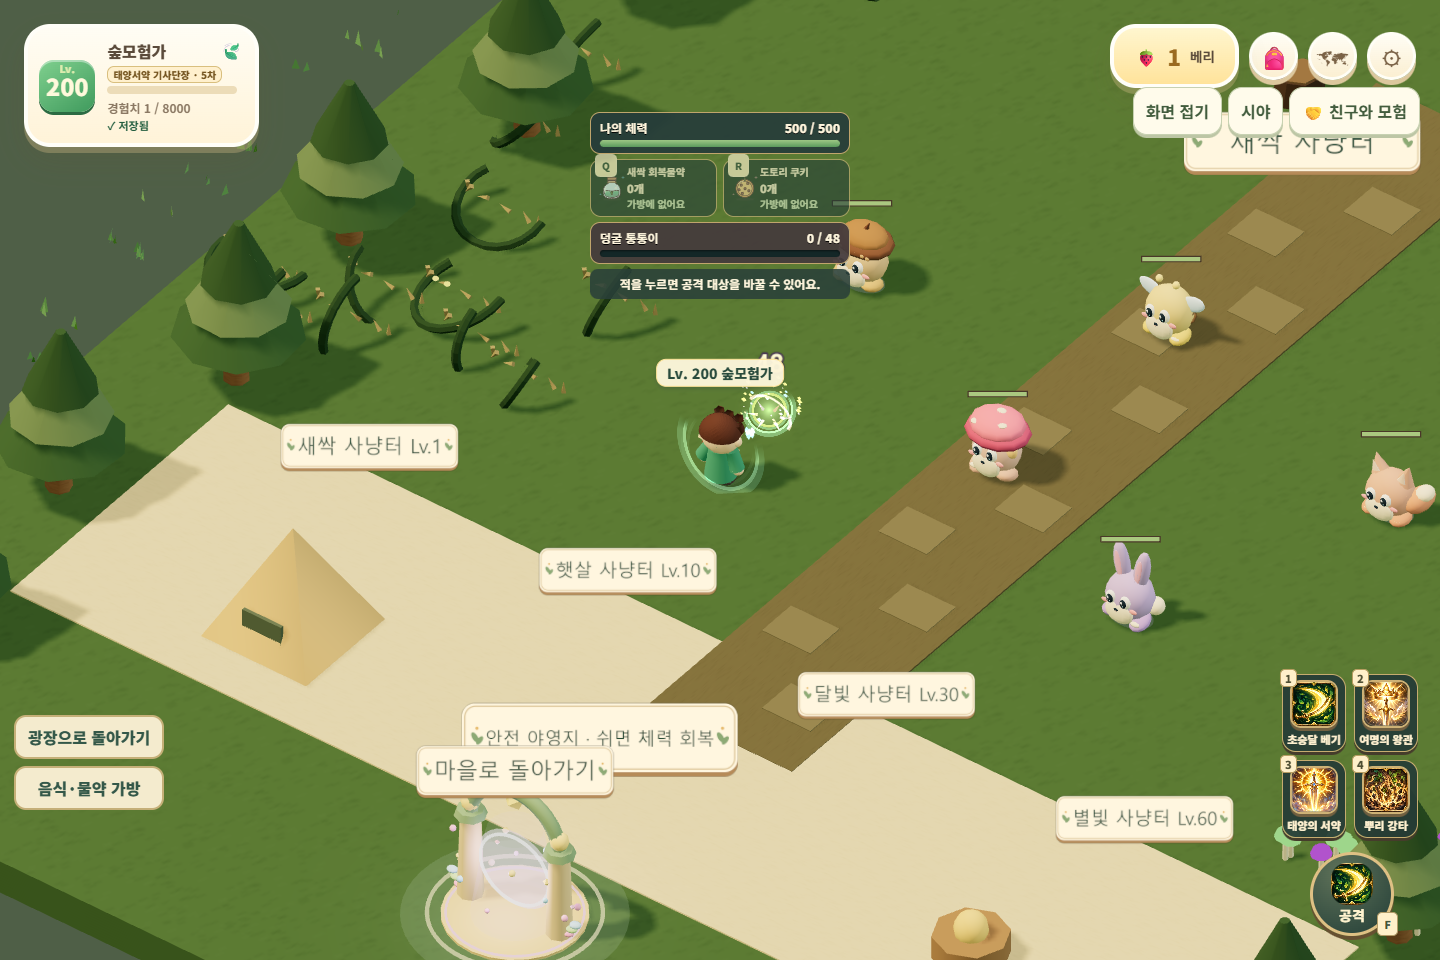 Lv.
200
숲모험가
태양서약 기사단장 · 5차
경험치 1 / 8000
✓ 저장됨
나의 체력 500 / 500
Q
새싹 회복물약
0개
가방에 없어요
R
도토리 쿠키
0개
가방에 없어요
덩굴 통통이 0 / 48
적을 누르면 공격 대상을 바꿀 수 있어요.
1 베리
화면 접기
시야
친구와 모험
새싹 사냥터
Lv. 200 숲모험가
새싹 사냥터 Lv.1
햇살 사냥터 Lv.10
달빛 사냥터 Lv.30
별빛 사냥터 Lv.60
안전 야영지 · 쉬면 체력 회복
마을로 돌아가기
광장으로 돌아가기
음식·물약 가방
1
초승달 베기
2
여명의 왕관
3
태양의 서약
4
뿌리 강타
공격
F